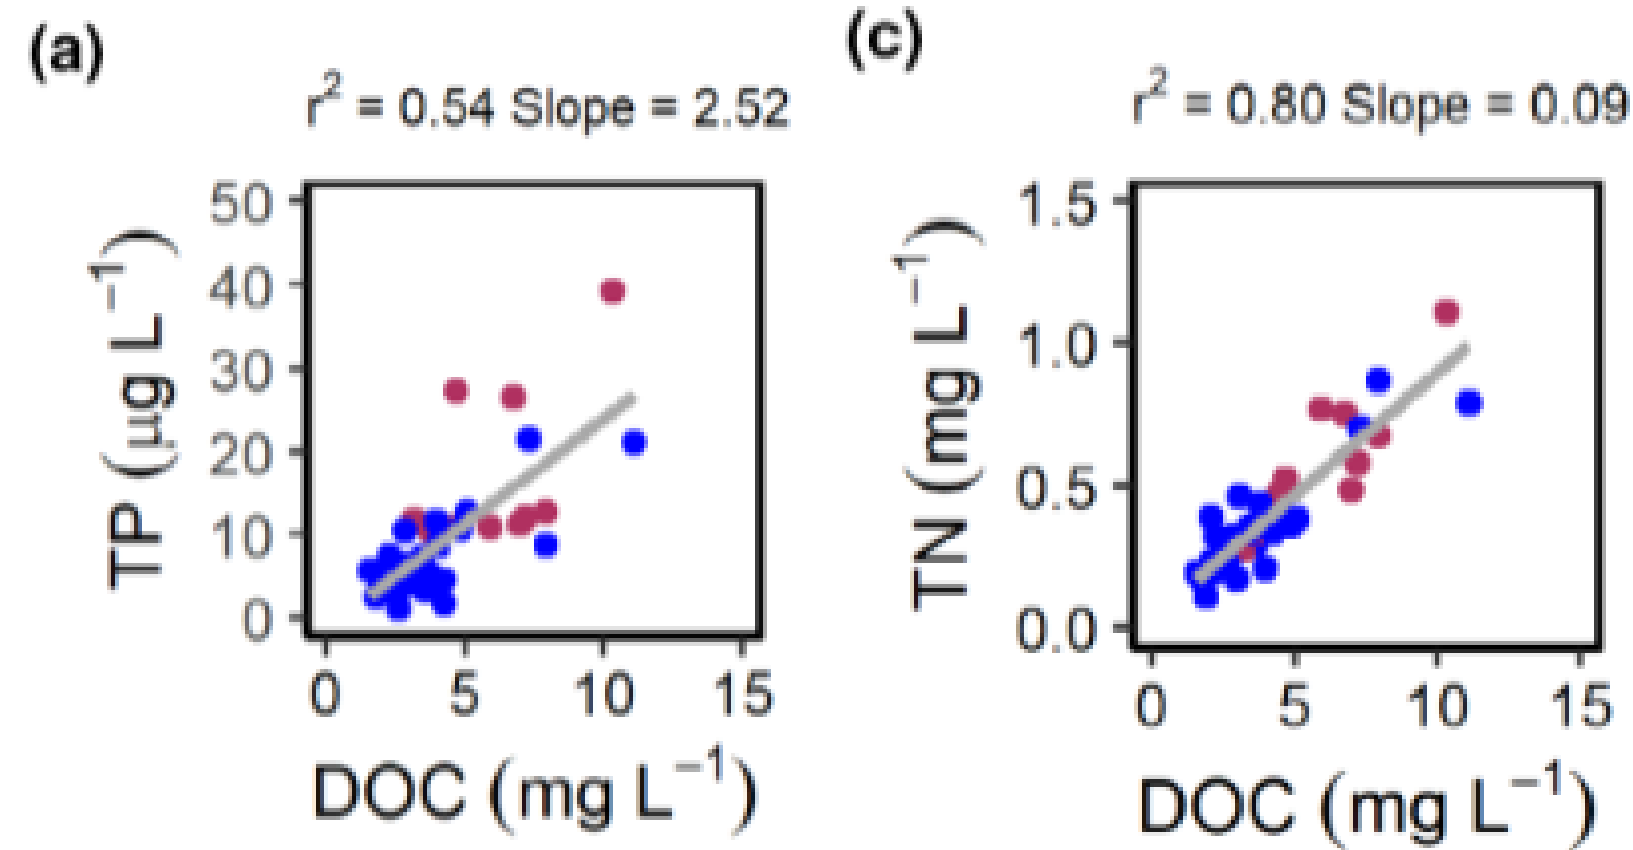 (a)
r² = 0.54 Slope = 2.52
50
40
30
20
10
0
TP (µg L⁻¹)
0 5 10 15
DOC (mg L⁻¹)
(c)
r² = 0.80 Slope = 0.09
1.5
1.0
0.5
0.0
TN (mg L⁻¹)
0 5 10 15
DOC (mg L⁻¹)